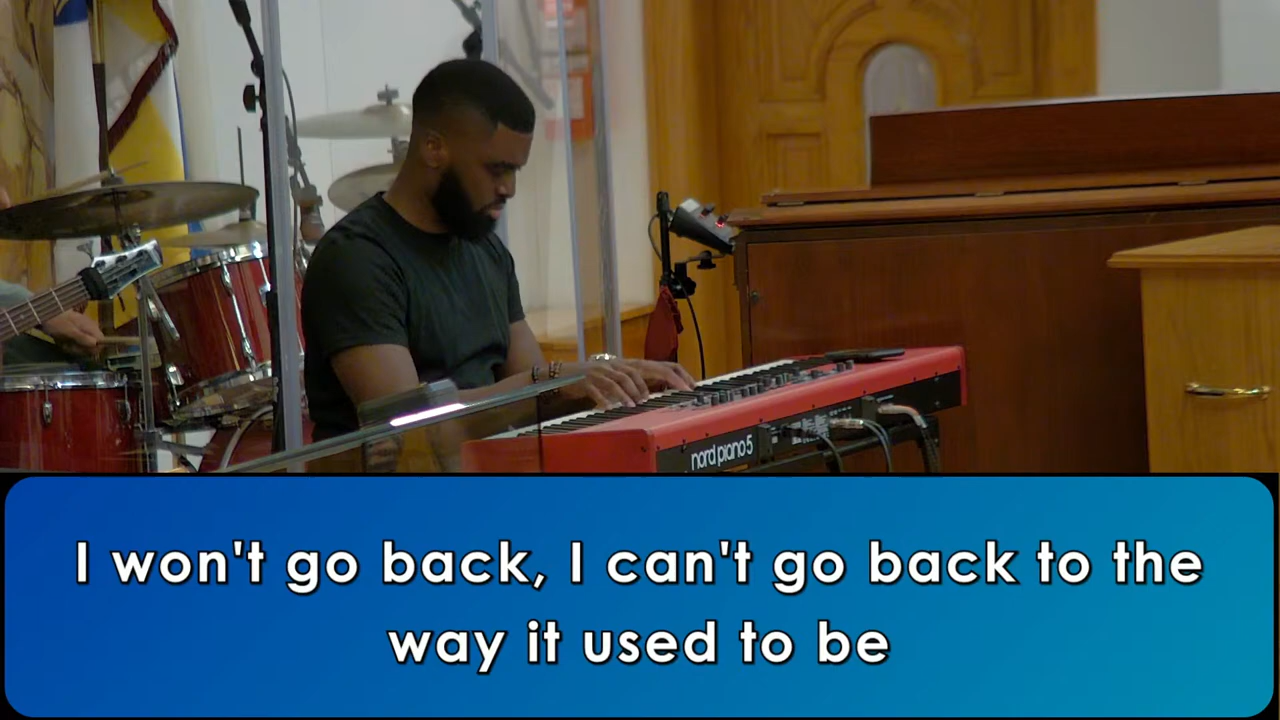 nord piano 5
I won't go back, I can't go back to the
way it used to be